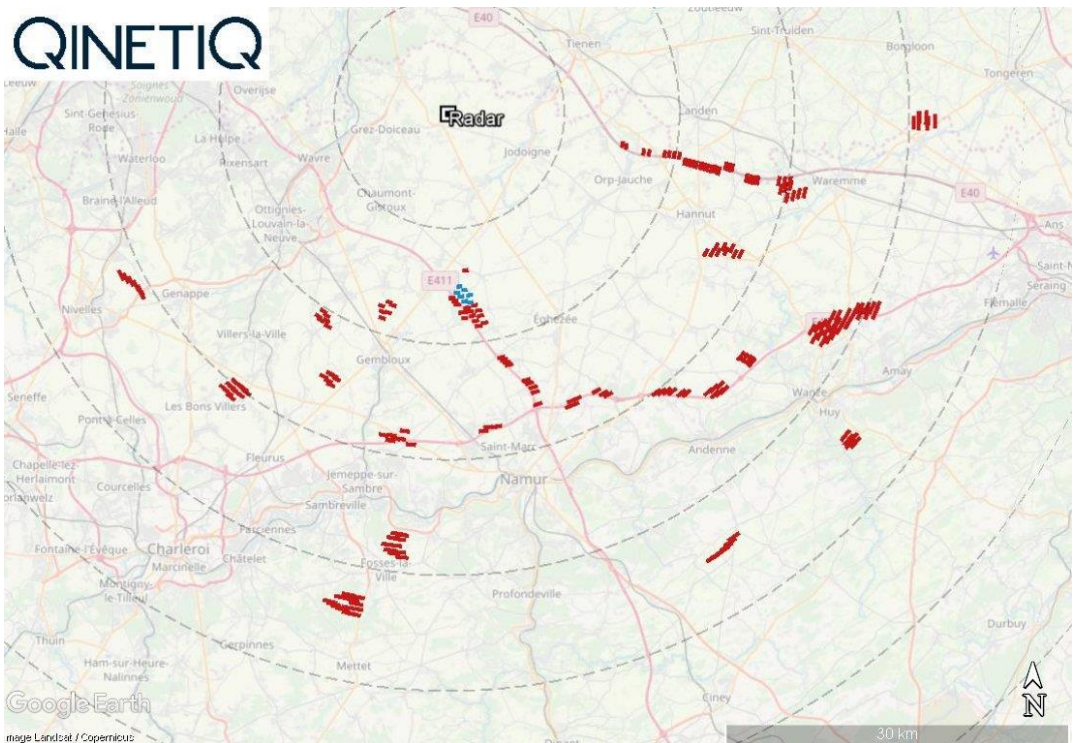 QINETIQ
E40
Zoutleeuw
Tienen
Sint-Truiden
Borgloon
Tongeren
Overijse
Soignes
Zoniënwoud
Sint-Genesius
Rode
Halle
La Hulpe
Rixensart
Wavre
Waterloo
Grez-Doiceau
Radar
Jodoigne
Landen
Orp-Jauche
Waremme
E40
Braine-l'Alleud
Chaumont-
Gistoux
Ottignies-
Louvain-la
Neuve
Hannut
Ans
Saint-N
Seraing
Flémalle
E411
Nivelles
Genappe
Villers-la-Ville
Éghezée
Gembloux
Amay
Wanze
Huy
Seneffe
Les Bons Villers
Pont-à-Celles
Fleurus
Saint-Marc
Andenne
Namur
Chapelle-lez-
Herlaimont
Courcelles
Jemeppe-sur-
Sambre
Sambreville
Farciennes
Charleroi
Marcinelle
Châtelet
Fontaine-l'Évêque
Montigny-
le-Tilleul
Fosses-la-
Ville
Profondeville
Durbuy
Thuin
Gerpinnes
Ham-sur-Heure-
Nalinnes
Mettet
Ciney
Dinant
N
Google Earth
30 km
mage Landsat / Copernicus